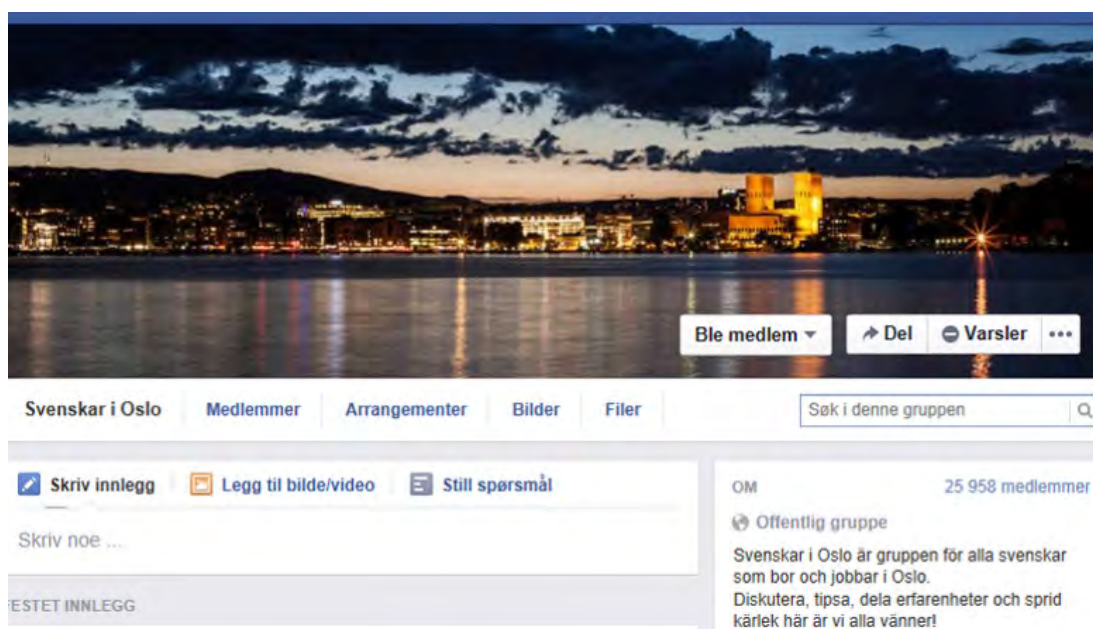 Ble medlem Del Varsler
Svenskar i Oslo Medlemmer Arrangementer Bilder Filer Søk i denne gruppen
Skriv innlegg Legg til bilde/video Still spørsmål
Skriv noe ...
ESTET INNLEGG
OM 25 958 medlemmer
Offentlig gruppe
Svenskar i Oslo är gruppen för alla svenskar
som bor och jobbar i Oslo.
Diskutera, tipsa, dela erfarenheter och sprid
kärlek här är vi alla vänner!